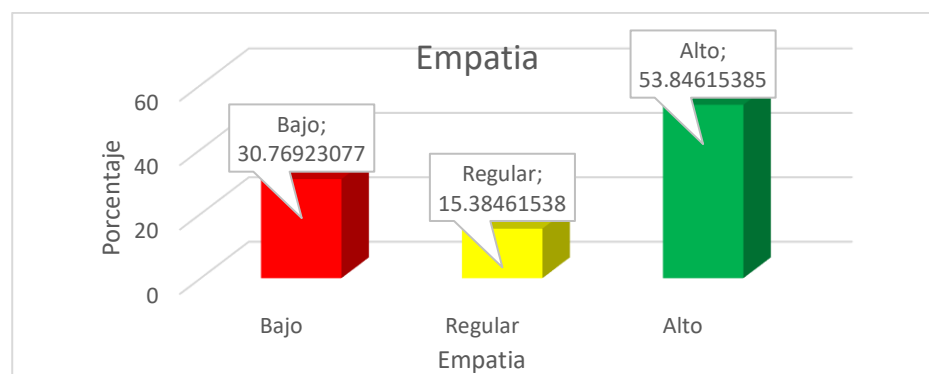 Empatia
Alto;
53.84615385
Bajo;
30.76923077
Regular;
15.38461538
Porcentaje
60
40
20
0
Bajo
Regular
Alto
Empatia